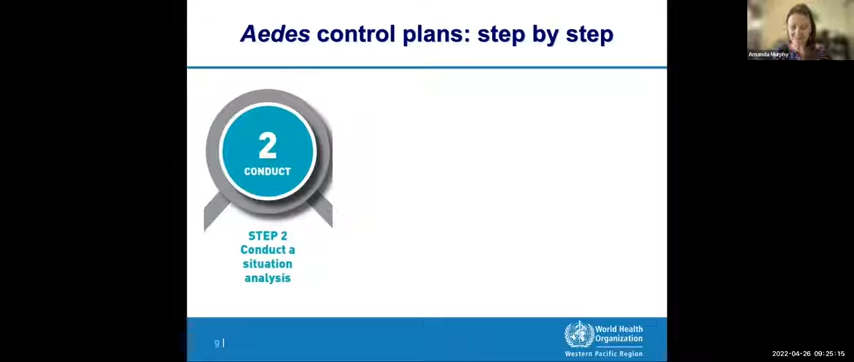 Aedes control plans: step by step
Amanda Murphy
2
CONDUCT
STEP 2
Conduct a
situation
analysis
9 |
World Health
Organization
Western Pacific Region
2022-04-26 09:25:15